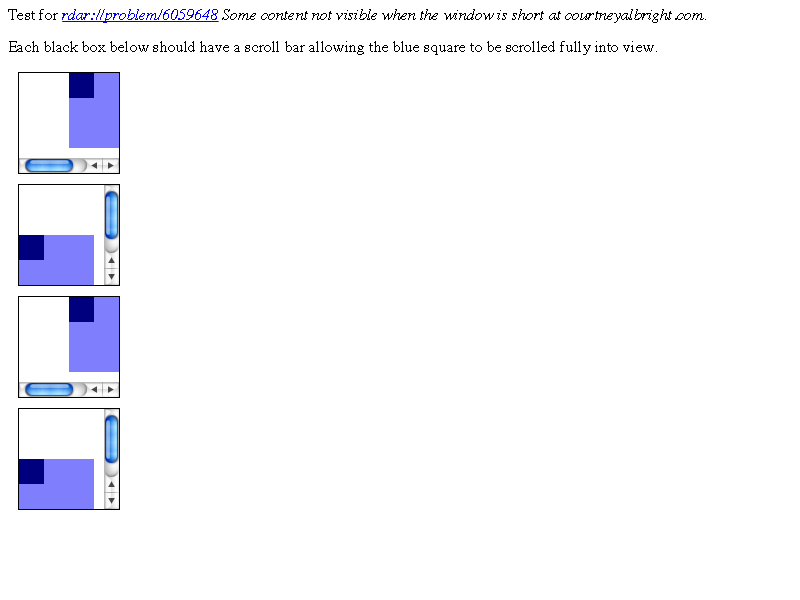 Test for rdar://problem/6059648 Some content not visible when the window is short at courtneyalbright.com.
Each black box below should have a scroll bar allowing the blue square to be scrolled fully into view.